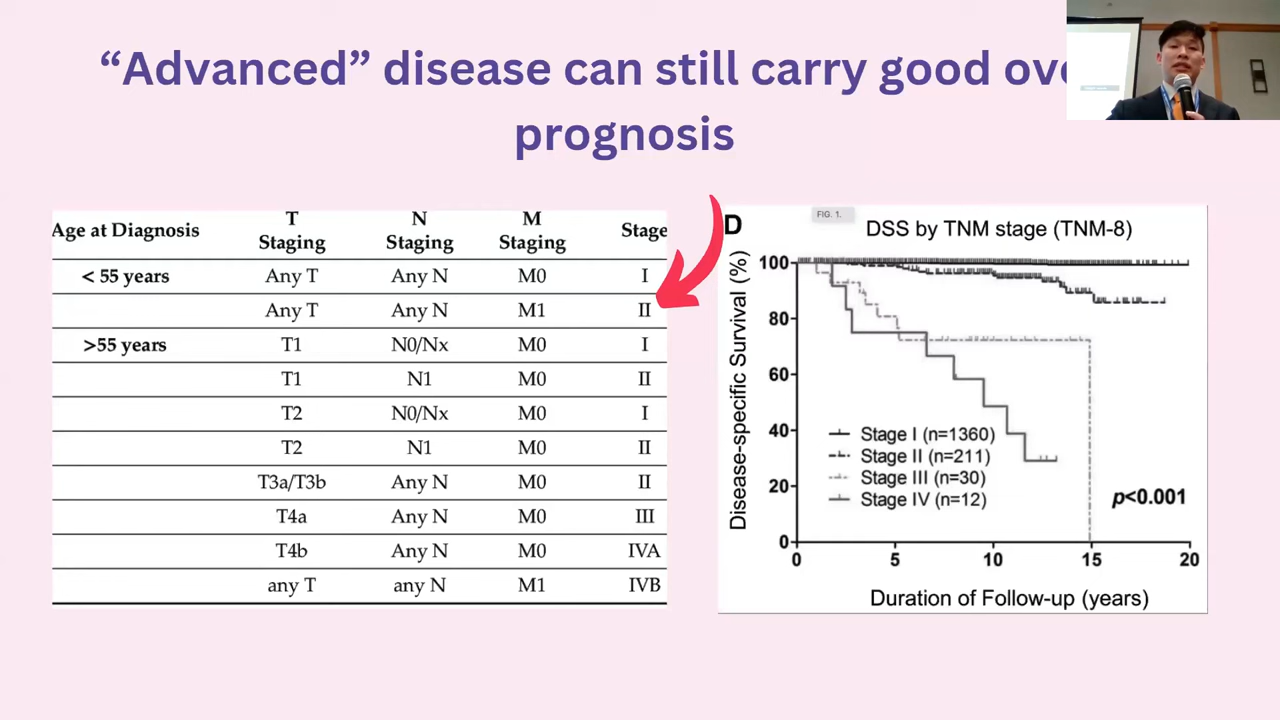 “Advanced” disease can still carry good
prognosis
Age at Diagnosis T Staging N Staging M Staging Stage
< 55 years Any T Any N M0 I
Any T Any N M1 II
>55 years T1 N0/Nx M0 I
T1 N1 M0 II
T2 N0/Nx M0 I
T2 N1 M0 II
T3a/T3b Any N M0 II
T4a Any N M0 III
T4b Any N M0 IVA
any T any N M1 IVB
D
FIG. 1.
DSS by TNM stage (TNM-8)
Disease-specific Survival (%)
100
80
60
40
20
0
Stage I (n=1360)
Stage II (n=211)
Stage III (n=30)
Stage IV (n=12)
p<0.001
0 5 10 15 20
Duration of Follow-up (years)